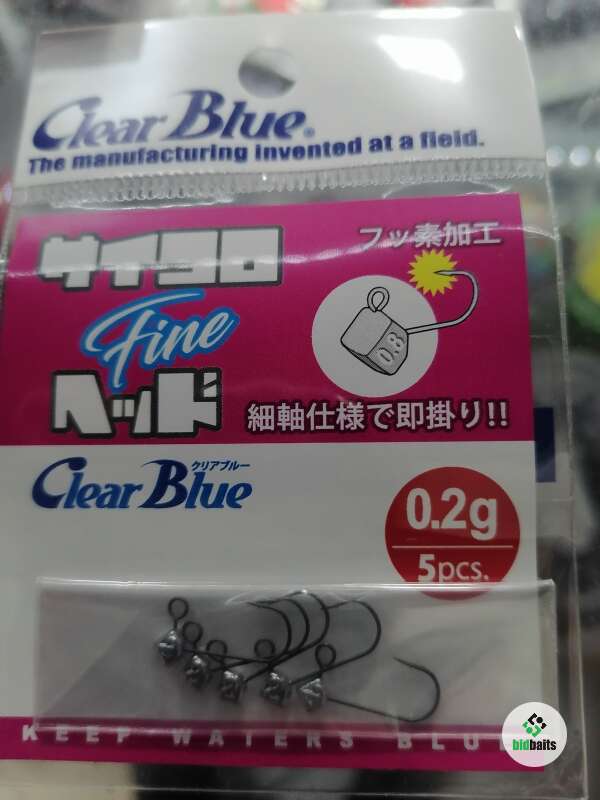 Clear Blue®
The manufacturing invented at a field.
サイコロ
Fine
ヘッド
フッ素加工
0.8
細軸仕様で即掛り!!
クリアブルー
Clear Blue
0.2g
5pcs.
KEEP WATERS BLUE
bidbaits